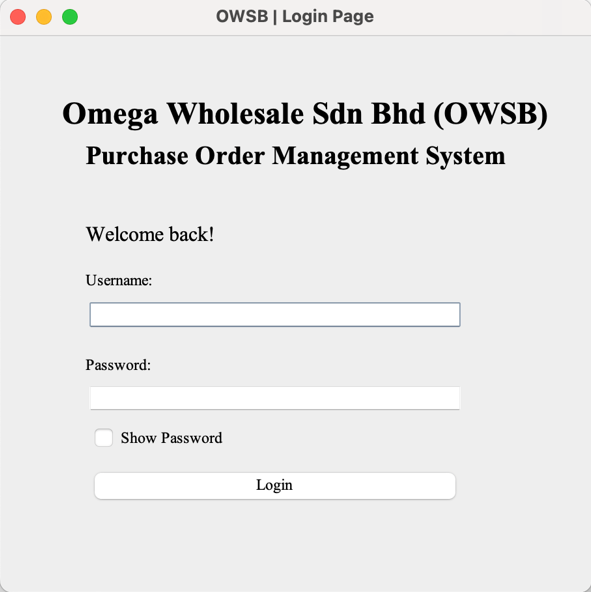 OWSB | Login Page
Omega Wholesale Sdn Bhd (OWSB)
Purchase Order Management System
Welcome back!
Username:
Password:
Show Password
Login